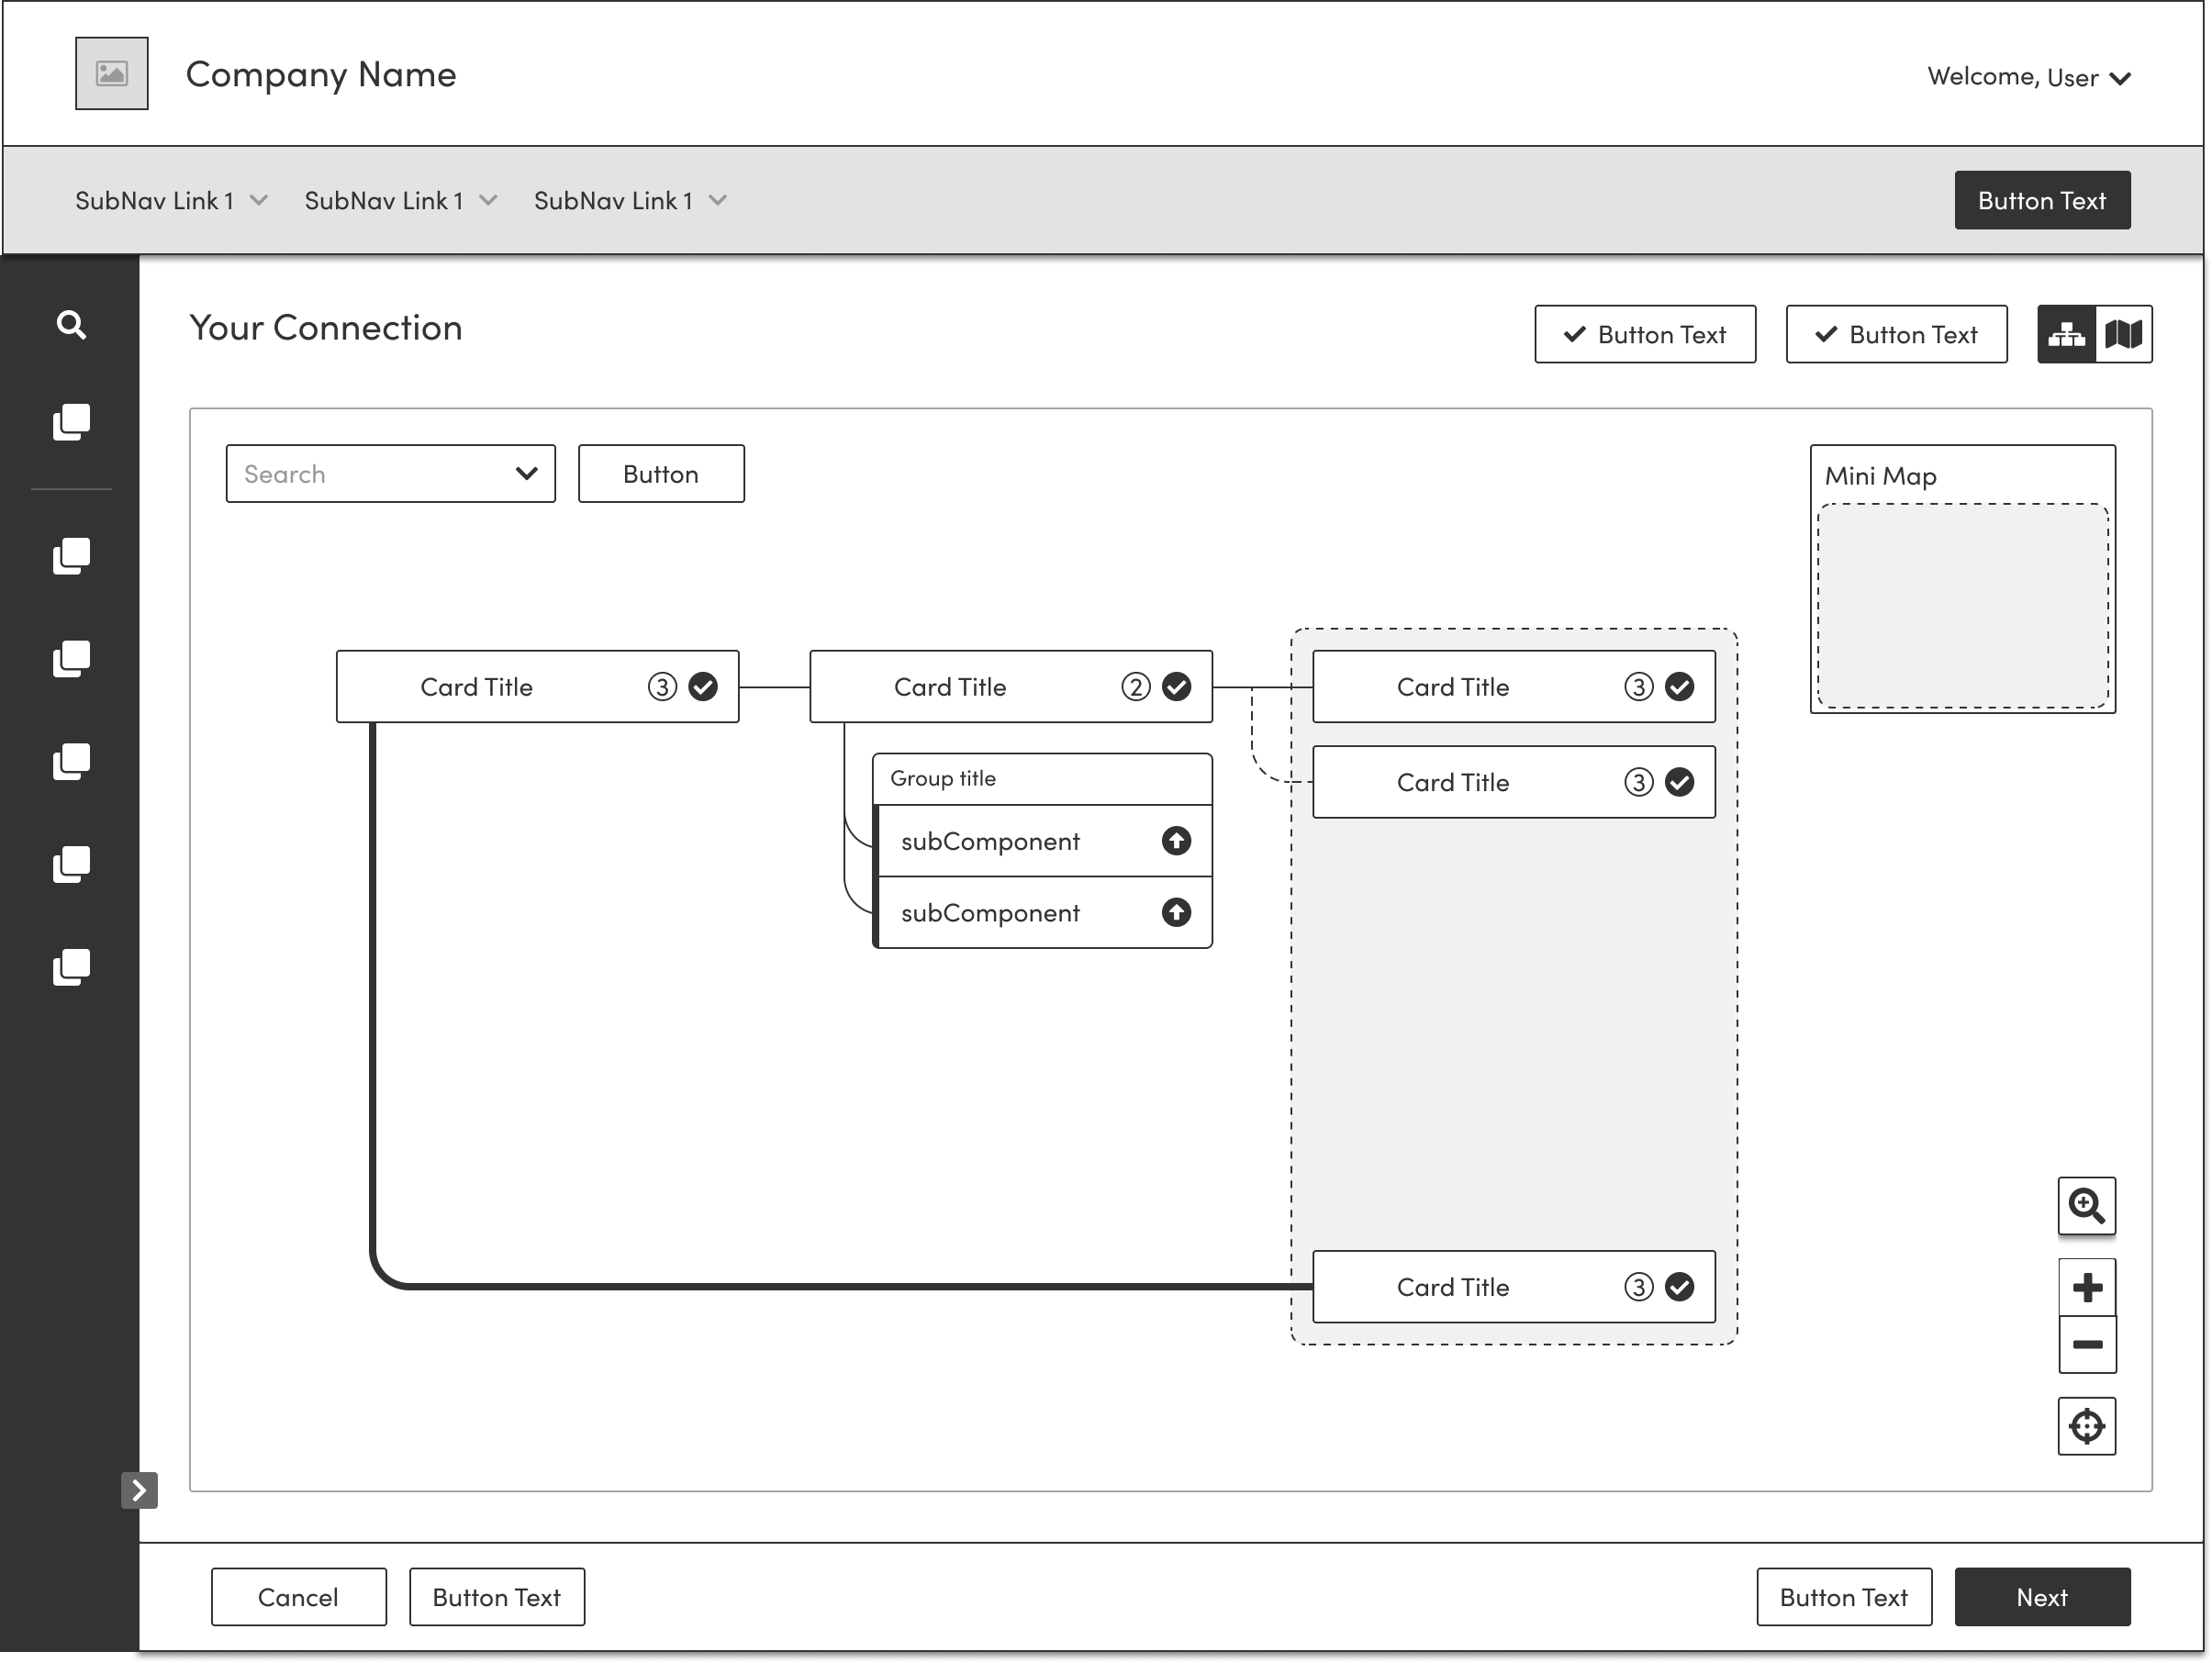 Company Name
Welcome, User
SubNav Link 1
SubNav Link 1
SubNav Link 1
Button Text
Your Connection
Button Text
Button Text
Search
Button
Mini Map
Card Title
3
Card Title
2
Card Title
3
Card Title
3
Group title
subComponent
subComponent
Card Title
3
Cancel
Button Text
Button Text
Next